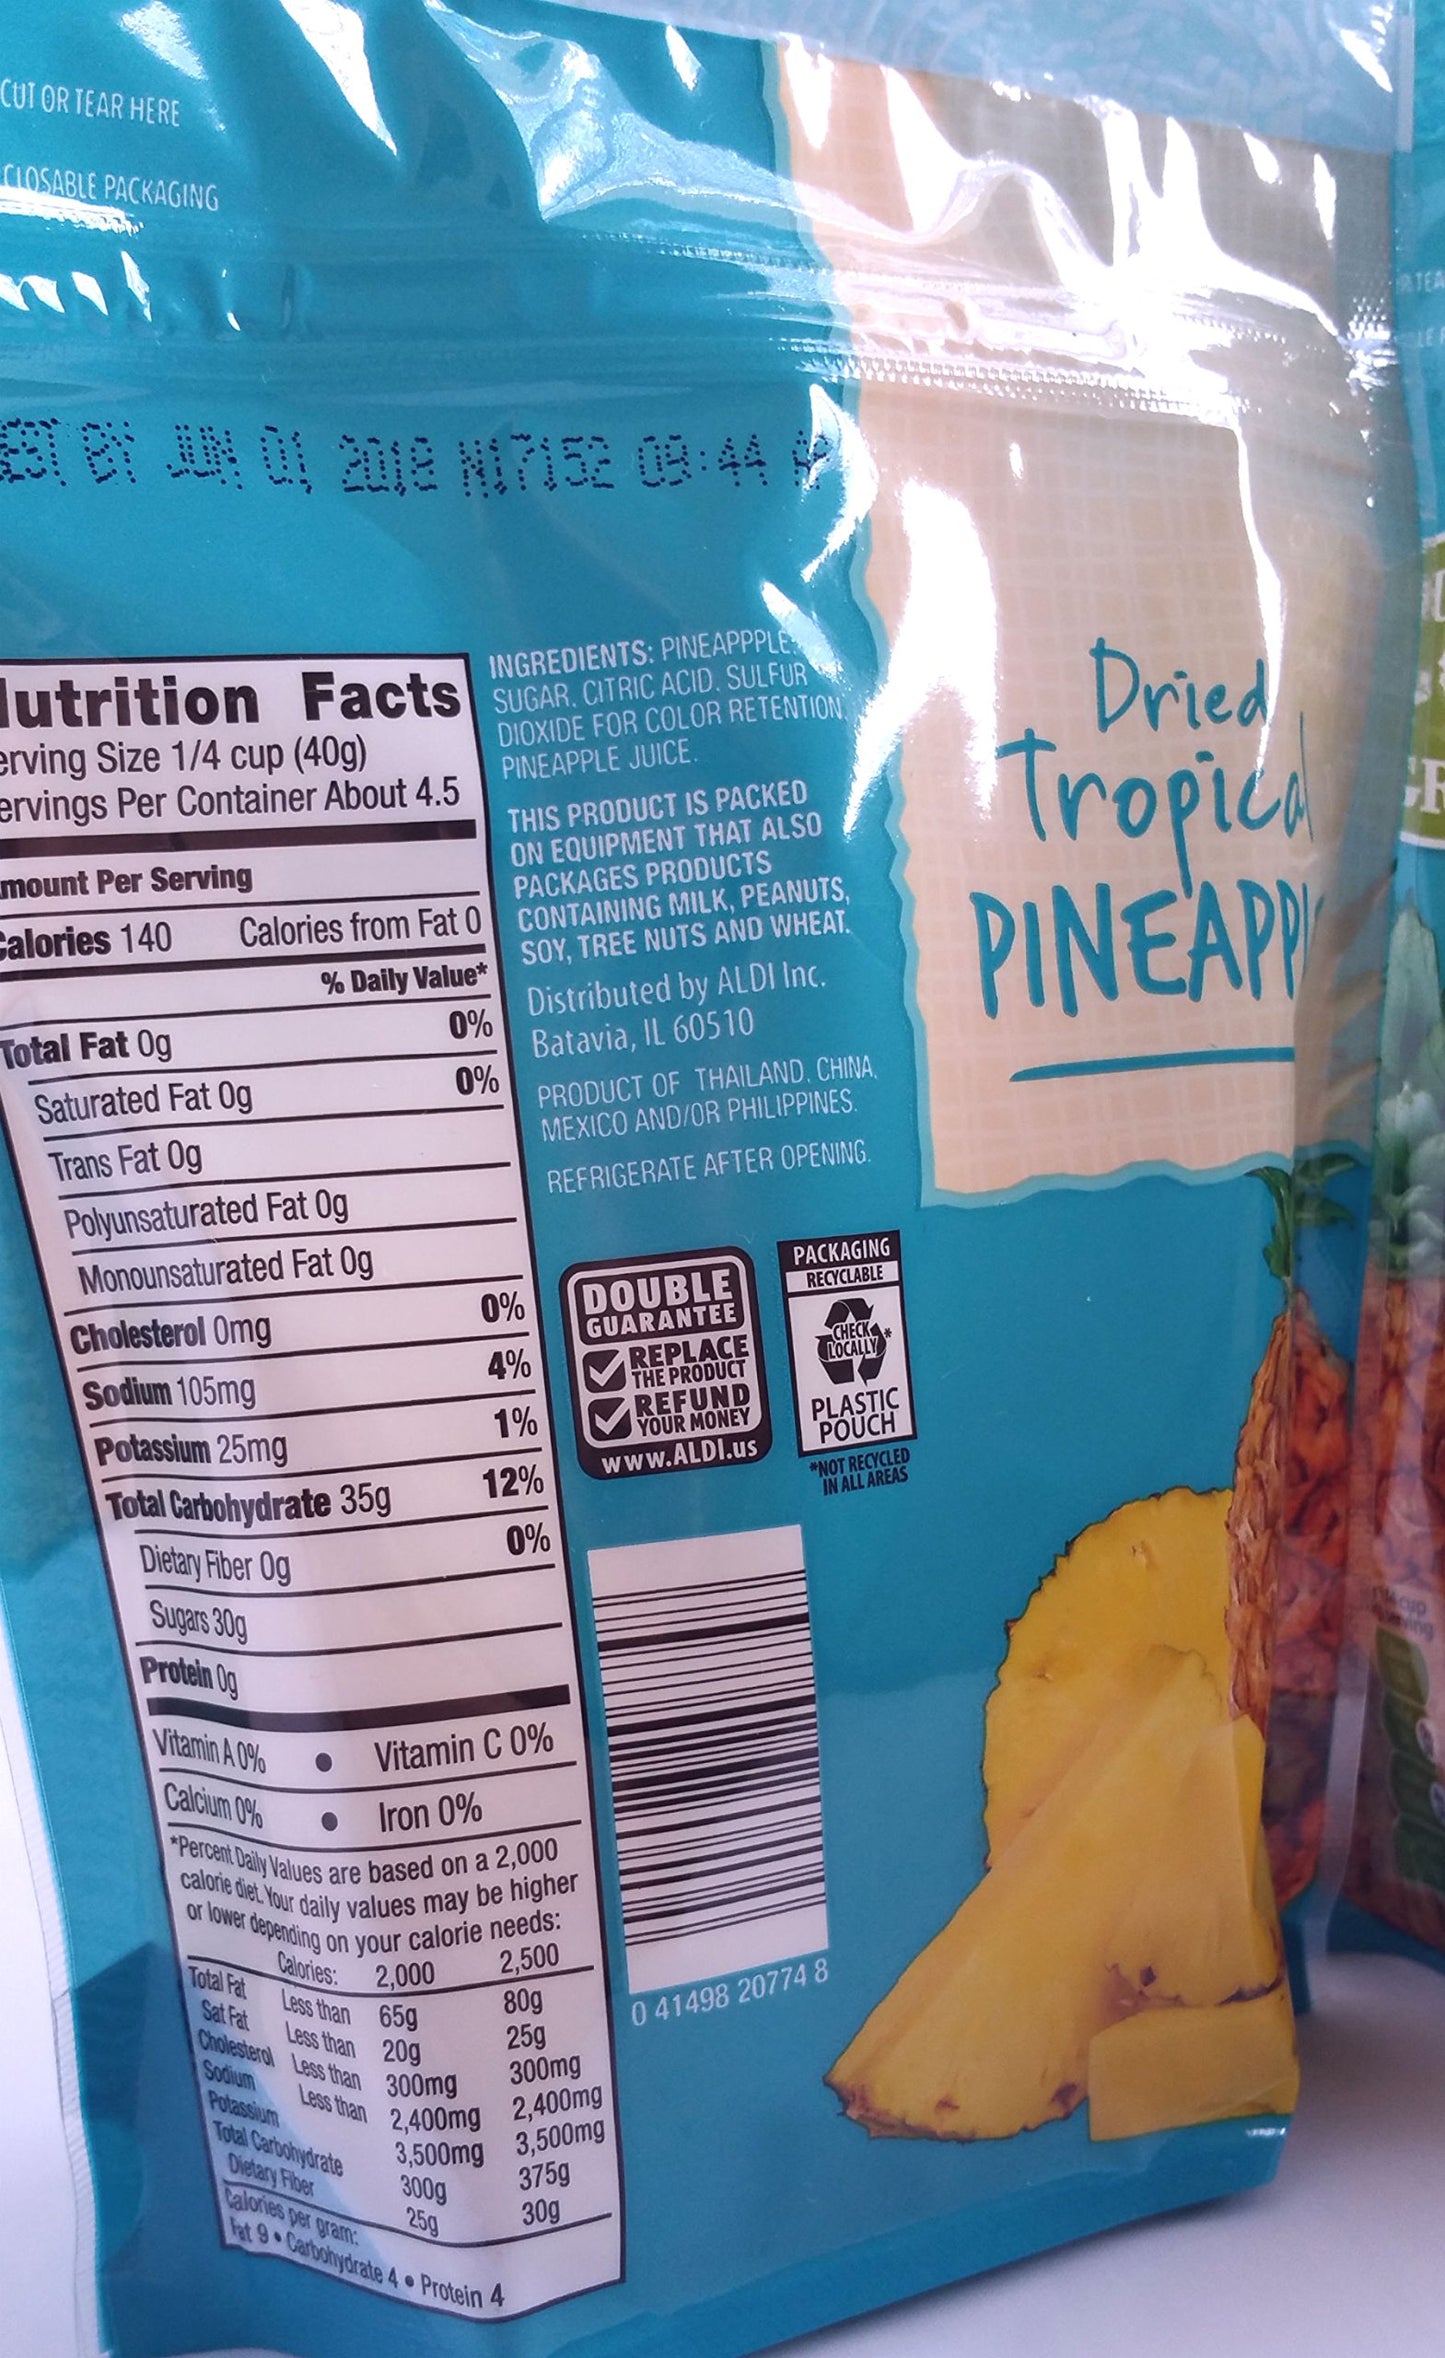 CUT OR TEAR HERE
CLOSABLE PACKAGING
EST BY JUN 01, 2018 N17152 09:44
utrition Facts
erving Size 1/4 cup (40g)
ervings Per Container About 4.5
mount Per Serving
Calories 140 Calories from Fat 0
% Daily Value*
Total Fat 0g 0%
Saturated Fat 0g 0%
Trans Fat 0g
Polyunsaturated Fat 0g
Monounsaturated Fat 0g
Cholesterol 0mg 0%
Sodium 105mg 4%
Potassium 25mg 1%
Total Carbohydrate 35g 12%
Dietary Fiber 0g 0%
Sugars 30g
Protein 0g
Vitamin A 0% • Vitamin C 0%
Calcium 0% • Iron 0%
*Percent Daily Values are based on a 2,000
calorie diet. Your daily values may be higher
or lower depending on your calorie needs:
Calories: 2,000 2,500
Total Fat Less than 65g 80g
Sat Fat Less than 20g 25g
Cholesterol Less than 300mg 300mg
Sodium Less than 2,400mg 2,400mg
Potassium 3,500mg 3,500mg
Total Carbohydrate 300g 375g
Dietary Fiber 25g 30g
Calories per gram:
Fat 9 • Carbohydrate 4 • Protein 4
INGREDIENTS: PINEAPPPLE,
SUGAR, CITRIC ACID, SULFUR
DIOXIDE FOR COLOR RETENTION,
PINEAPPLE JUICE.
THIS PRODUCT IS PACKED
ON EQUIPMENT THAT ALSO
PACKAGES PRODUCTS
CONTAINING MILK, PEANUTS,
SOY, TREE NUTS AND WHEAT.
Distributed by ALDI Inc.
Batavia, IL 60510
PRODUCT OF THAILAND, CHINA,
MEXICO AND/OR PHILIPPINES.
REFRIGERATE AFTER OPENING.
DOUBLE
GUARANTEE
REPLACE
THE PRODUCT
REFUND
YOUR MONEY
www.ALDI.us
PACKAGING
RECYCLABLE
CHECK
LOCALLY*
PLASTIC
POUCH
*NOT RECYCLED
IN ALL AREAS
0 41498 20774 8
Dried
Tropical
PINEAPPL